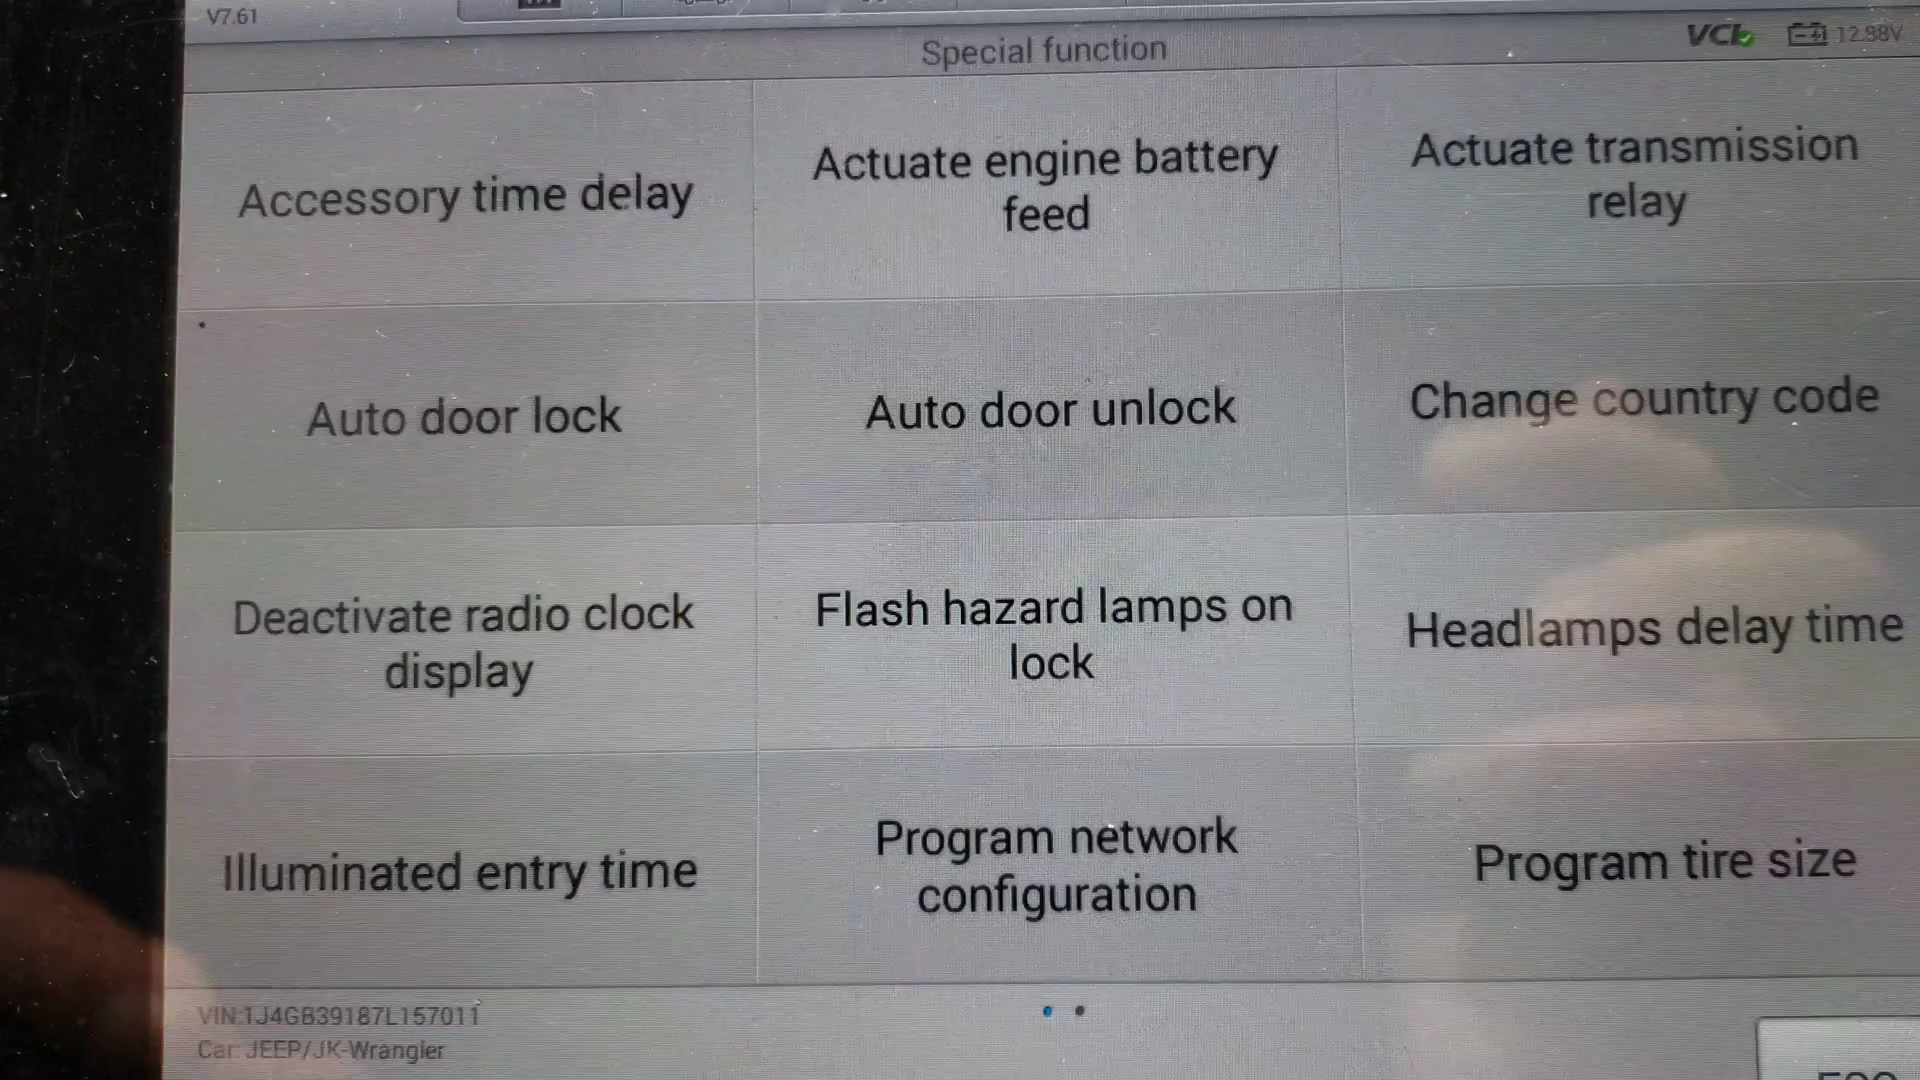 V7.61
Special function
VCI 12.98V
Accessory time delay
Actuate engine battery
feed
Actuate transmission
relay
Auto door lock
Auto door unlock
Change country code
Deactivate radio clock
display
Flash hazard lamps on
lock
Headlamps delay time
Illuminated entry time
Program network
configuration
Program tire size
VIN:1J4GB39187L157011
Car: JEEP/JK-Wrangler